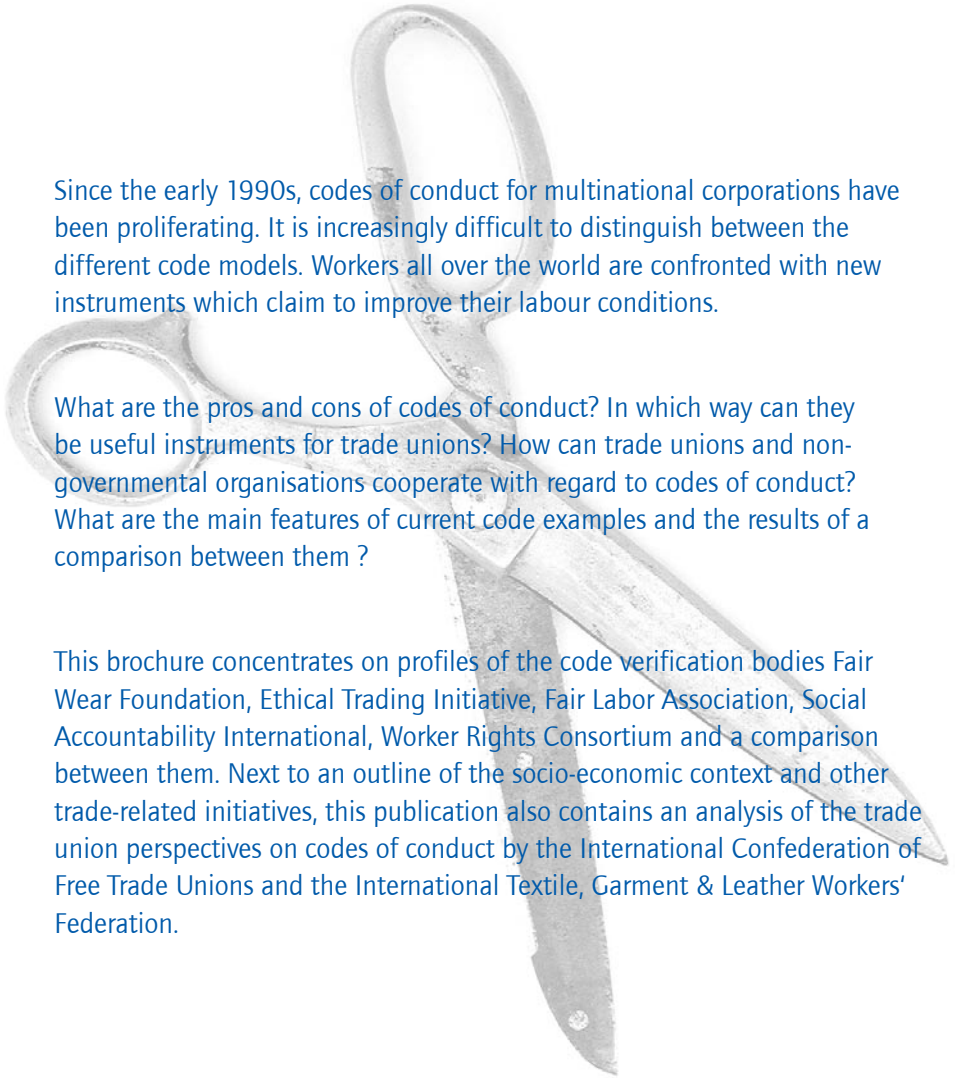 Since the early 1990s, codes of conduct for multinational corporations have
been proliferating. It is increasingly difficult to distinguish between the
different code models. Workers all over the world are confronted with new
instruments which claim to improve their labour conditions.
What are the pros and cons of codes of conduct? In which way can they
be useful instruments for trade unions? How can trade unions and non-
governmental organisations cooperate with regard to codes of conduct?
What are the main features of current code examples and the results of a
comparison between them ?
This brochure concentrates on profiles of the code verification bodies Fair
Wear Foundation, Ethical Trading Initiative, Fair Labor Association, Social
Accountability International, Worker Rights Consortium and a comparison
between them. Next to an outline of the socio-economic context and other
trade-related initiatives, this publication also contains an analysis of the trade
union perspectives on codes of conduct by the International Confederation of
Free Trade Unions and the International Textile, Garment & Leather Workers‘
Federation.